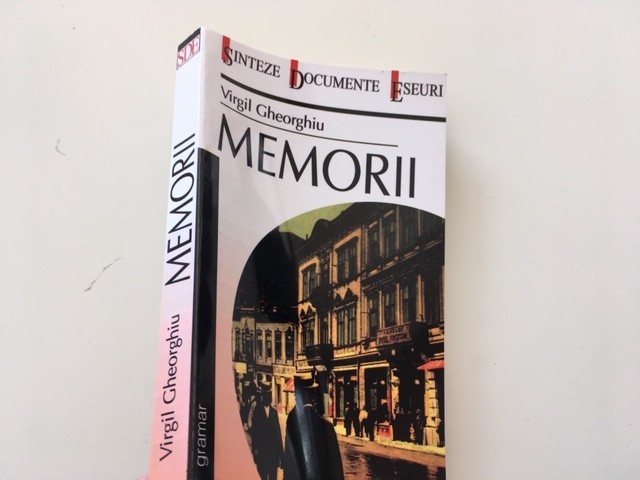 SDE
MEMORII
Virgil Gheorghiu
gramar
SINTEZE DOCUMENTE ESEURI
Virgil Gheorghiu
MEMORII